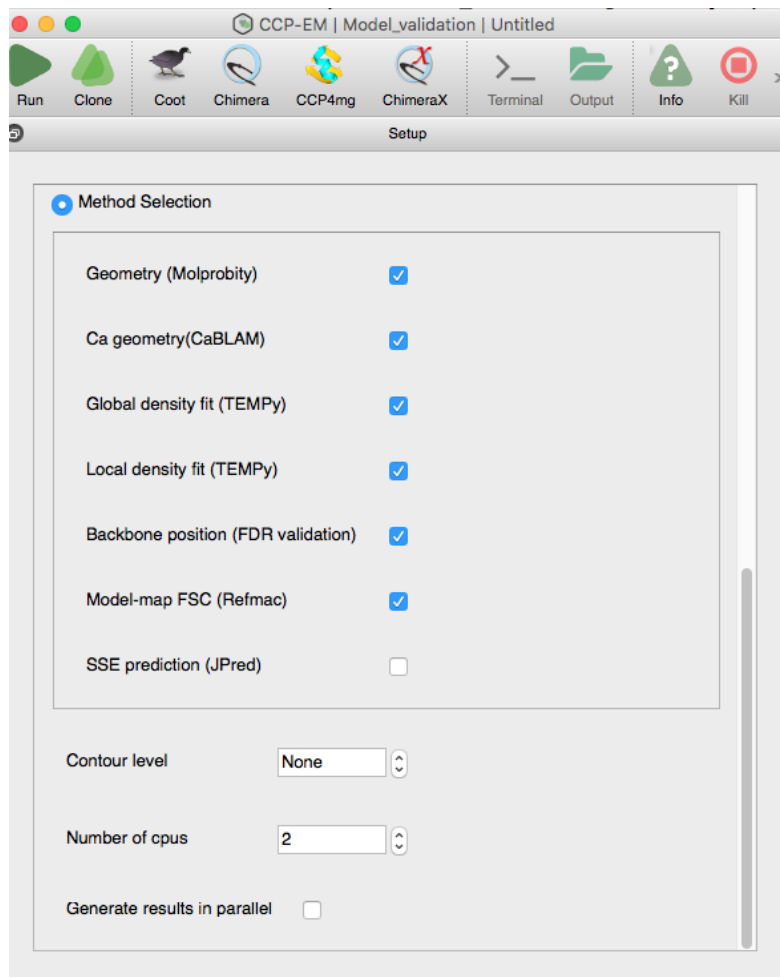 CCP-EM | Model_validation | Untitled
Run Clone Coot Chimera CCP4mg ChimeraX Terminal Output Info Kill
Setup
Method Selection
Geometry (Molprobity)
Ca geometry(CaBLAM)
Global density fit (TEMPy)
Local density fit (TEMPy)
Backbone position (FDR validation)
Model-map FSC (Refmac)
SSE prediction (JPred)
Contour level None
Number of cpus 2
Generate results in parallel